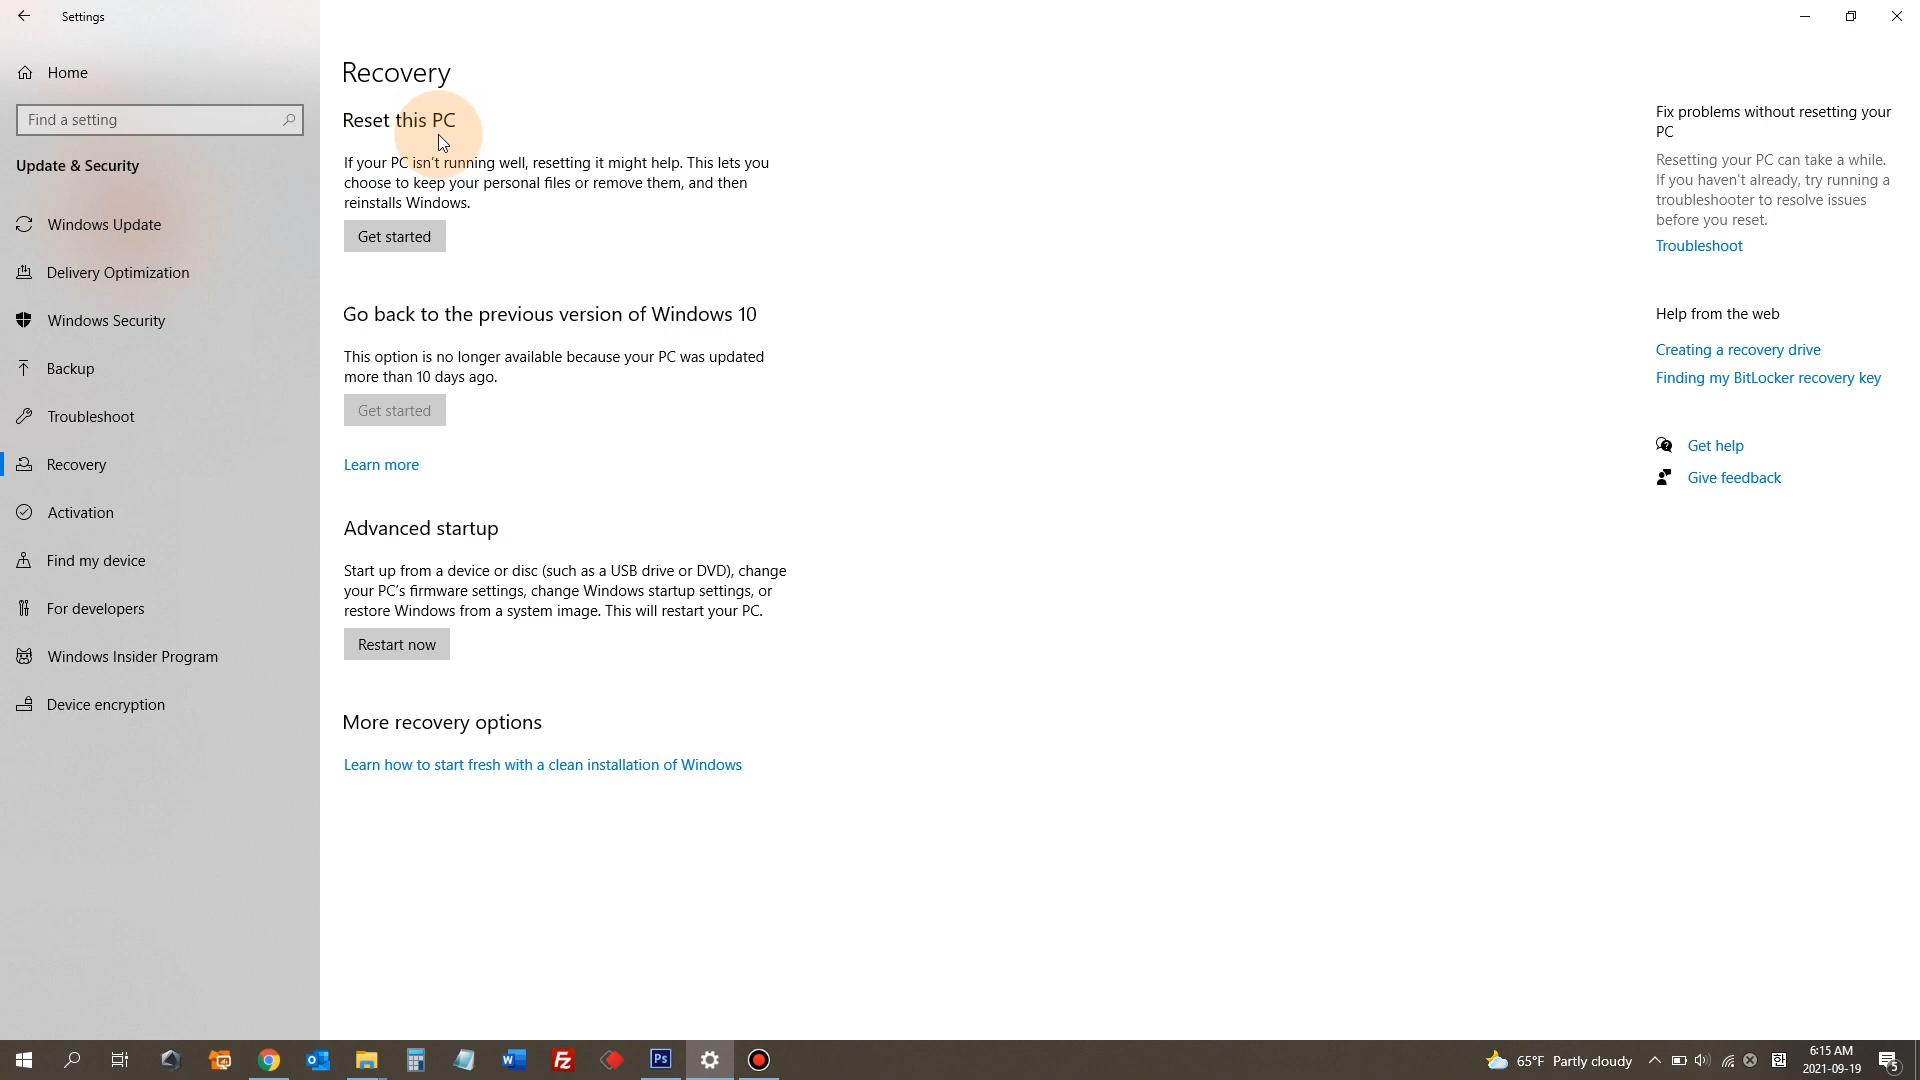 Settings
Home
Find a setting
Update & Security
Windows Update
Delivery Optimization
Windows Security
Backup
Troubleshoot
Recovery
Activation
Find my device
For developers
Windows Insider Program
Device encryption
Recovery
Reset this PC
If your PC isn't running well, resetting it might help. This lets you
choose to keep your personal files or remove them, and then
reinstalls Windows.
Get started
Go back to the previous version of Windows 10
This option is no longer available because your PC was updated
more than 10 days ago.
Get started
Learn more
Advanced startup
Start up from a device or disc (such as a USB drive or DVD), change
your PC's firmware settings, change Windows startup settings, or
restore Windows from a system image. This will restart your PC.
Restart now
More recovery options
Learn how to start fresh with a clean installation of Windows
Fix problems without resetting your
PC
Resetting your PC can take a while.
If you haven't already, try running a
troubleshooter to resolve issues
before you reset.
Troubleshoot
Help from the web
Creating a recovery drive
Finding my BitLocker recovery key
Get help
Give feedback
Fz
Ps
65°F Partly cloudy
6:15 AM
2021-09-19
5